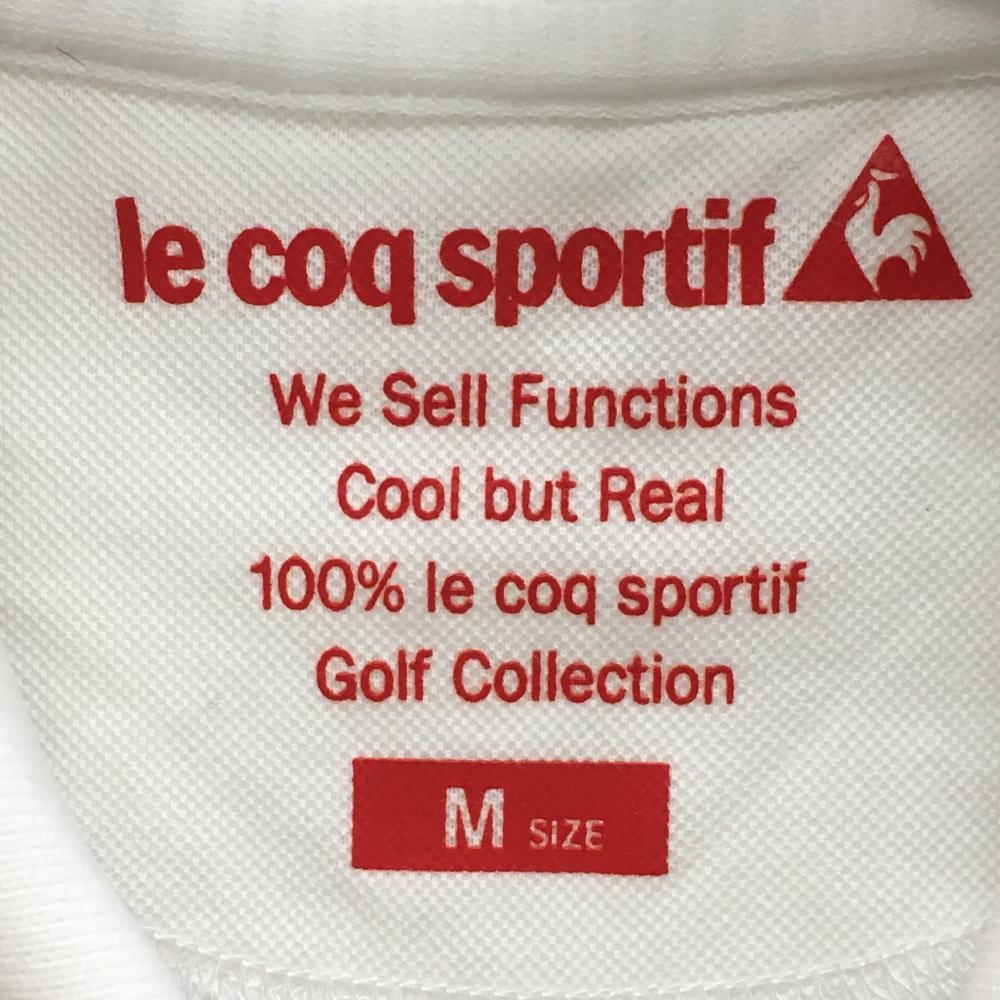 le coq sportif
We Sell Functions
Cool but Real
100% le coq sportif
Golf Collection
M SIZE